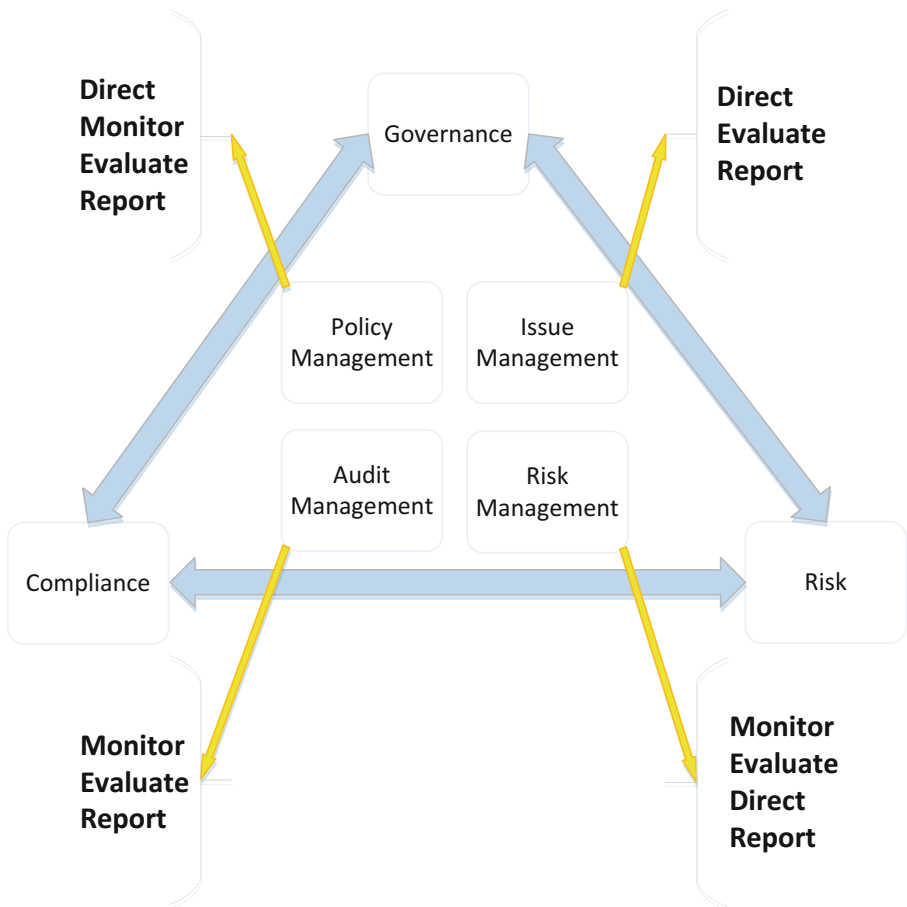 Direct
Monitor
Evaluate
Report
Governance
Direct
Evaluate
Report
Policy
Management
Issue
Management
Audit
Management
Risk
Management
Compliance
Risk
Monitor
Evaluate
Report
Monitor
Evaluate
Direct
Report